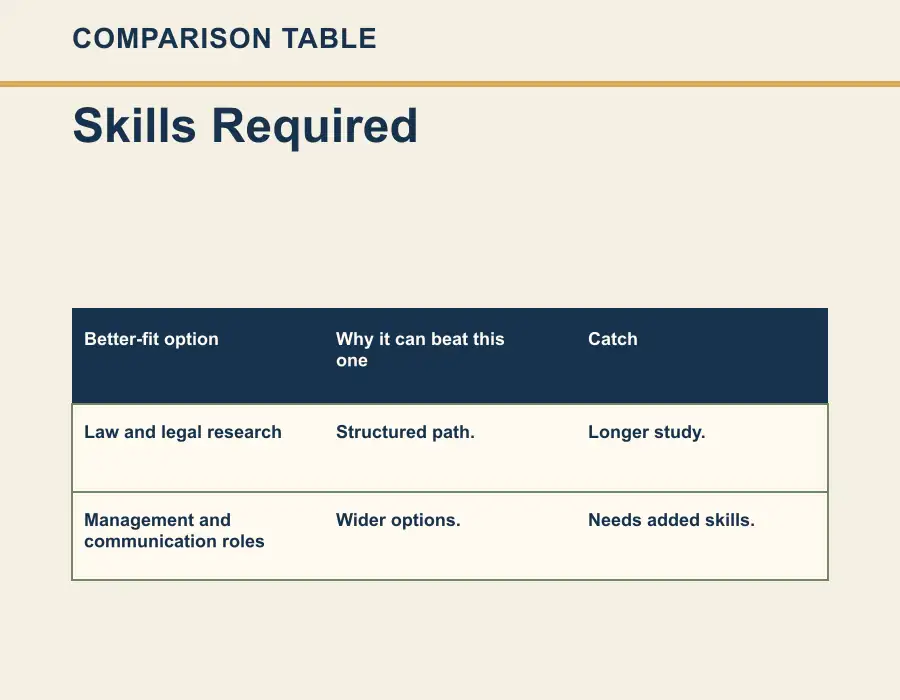 COMPARISON TABLE
Skills Required
Better-fit option
Why it can beat this
one
Catch
Law and legal research
Structured path.
Longer study.
Management and
communication roles
Wider options.
Needs added skills.